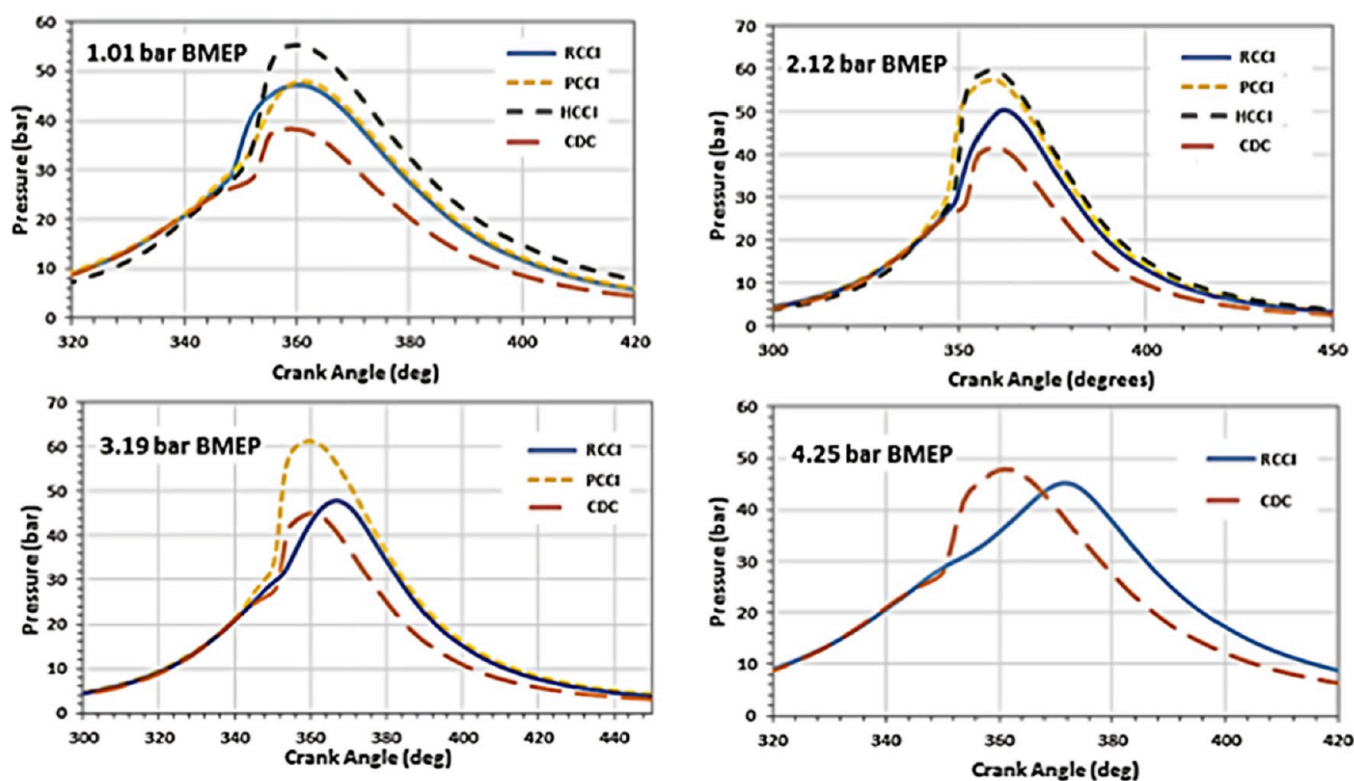 60
50
40
30
20
10
0
Pressure (bar)
1.01 bar BMEP
RCCI
PCCI
HCCI
CDC
320 340 360 380 400 420
Crank Angle (deg)
70
60
50
40
30
20
10
0
Pressure (bar)
2.12 bar BMEP
RCCI
PCCI
HCCI
CDC
300 350 400 450
Crank Angle (degrees)
70
60
50
40
30
20
10
0
Pressure (bar)
3.19 bar BMEP
RCCI
PCCI
CDC
300 320 340 360 380 400 420 440
Crank Angle (deg)
60
50
40
30
20
10
0
Pressure (bar)
4.25 bar BMEP
RCCI
CDC
320 340 360 380 400 420
Crank Angle (deg)